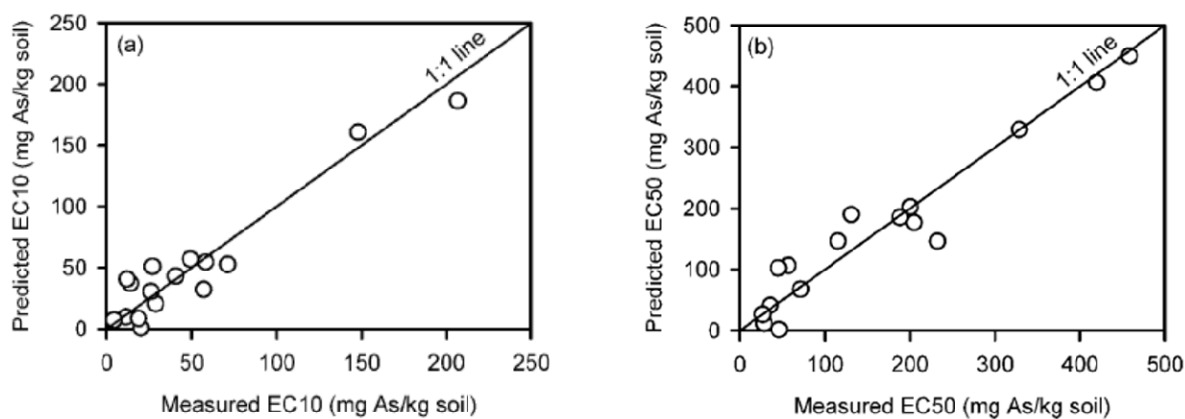 (a)
1:1 line
Predicted EC10 (mg As/kg soil)
250
200
150
100
50
0
0 50 100 150 200 250
Measured EC10 (mg As/kg soil)
(b)
1:1 line
Predicted EC50 (mg As/kg soil)
500
400
300
200
100
0
0 100 200 300 400 500
Measured EC50 (mg As/kg soil)